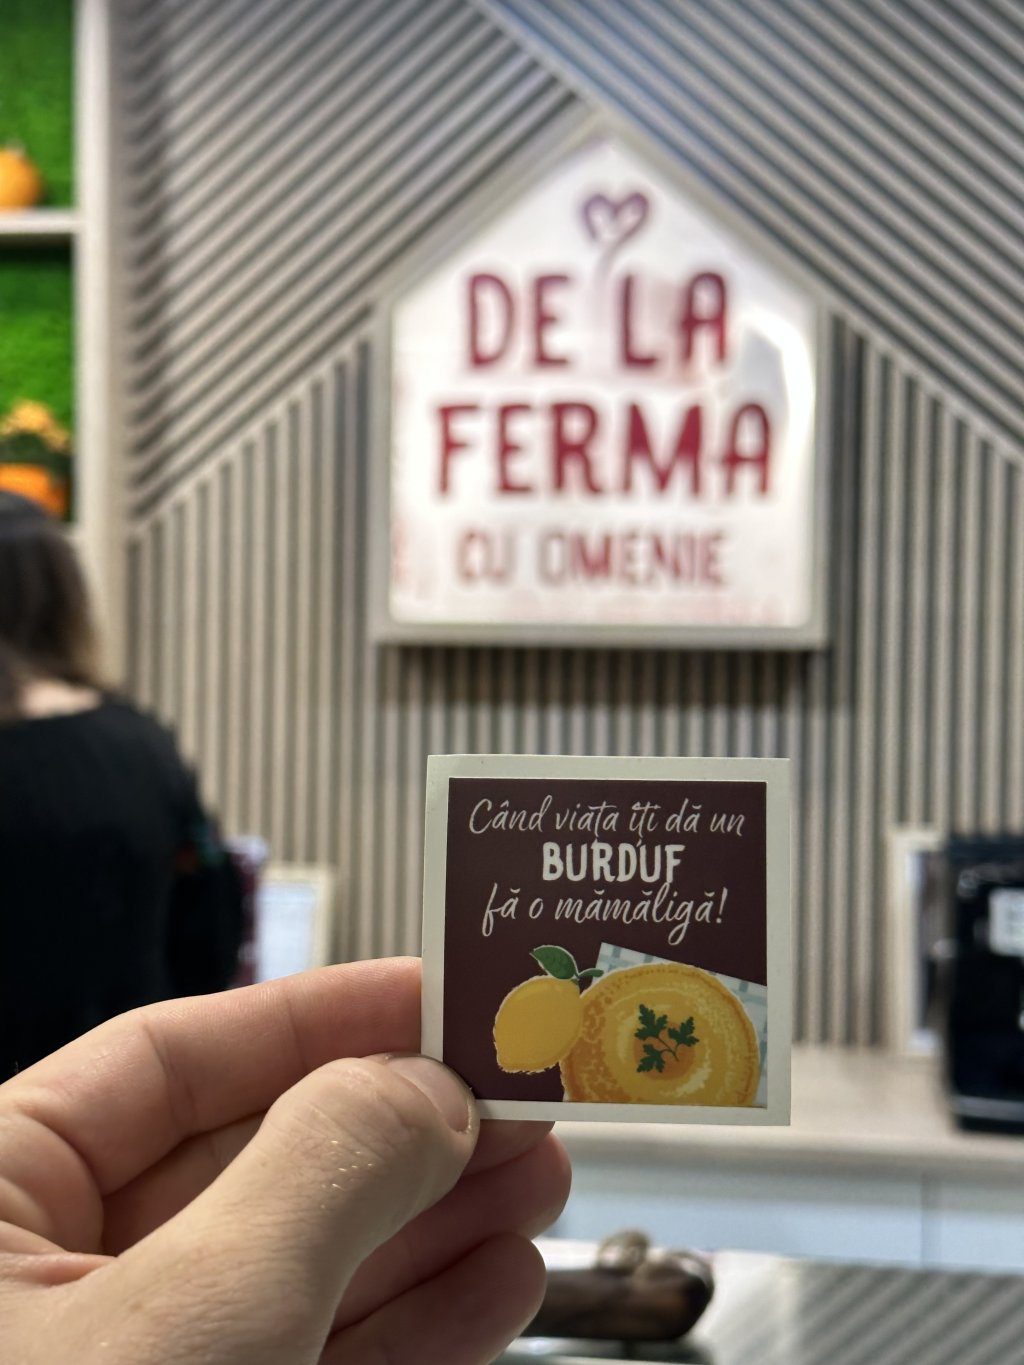 DE LA
FERMA
CU OMENIE
Când viața îți dă un
BURDUF
fă o mămăligă!